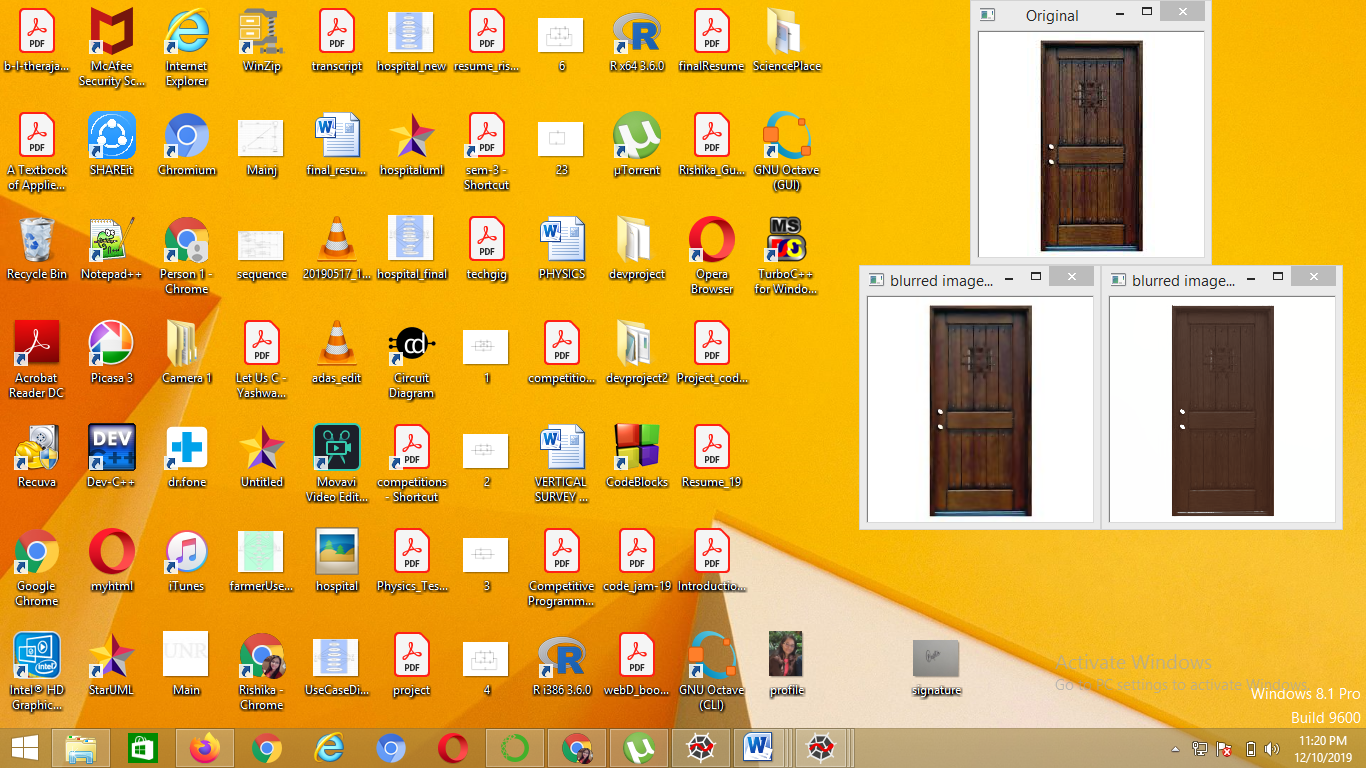 b-l-theraja...
McAfee
Security Sc...
Internet
Explorer
WinZip
transcript
hospital_new
resume_ris...
6
R x64 3.6.0
finalResume
SciencePlace
A Textbook
of Applie...
SHAREit
Chromium
Mainj
final_resu...
hospitaluml
sem-3 -
Shortcut
23
µTorrent
Rishika_Gu...
GNU Octave
(GUI)
Recycle Bin
Notepad++
Person 1 -
Chrome
sequence
20190517_1...
hospital_final
techgig
PHYSICS
devproject
Opera
Browser
TurboC++
for Windo...
Acrobat
Reader DC
Picasa 3
Camera 1
Let Us C -
Yashwa...
adas_edit
Circuit
Diagram
1
competitio...
devproject2
Project_cod...
Recuva
Dev-C++
dr.fone
Untitled
Movavi
Video Edit...
competitions
- Shortcut
2
VERTICAL
SURVEY ...
CodeBlocks
Resume_19
Google
Chrome
myhtml
iTunes
farmerUse...
hospital
Physics_Tes...
3
Competitive
Programm...
code_jam-19
Introductio...
Intel® HD
Graphic...
StarUML
Main
Rishika -
Chrome
UseCaseDi...
project
4
R i386 3.6.0
webD_boo...
GNU Octave
(CLI)
profile
signature
Original
blurred image...
blurred image...
Activate Windows
Go to PC settings to activate Windows.
Windows 8.1 Pro
Build 9600
11:20 PM
12/10/2019